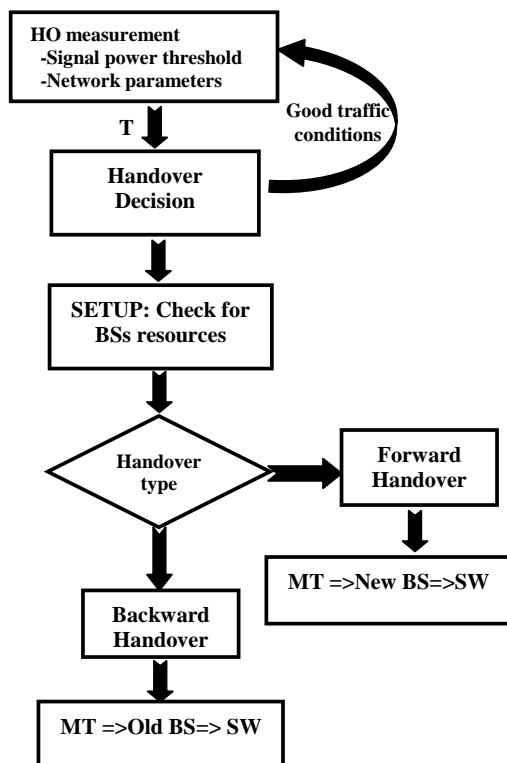 HO measurement
-Signal power threshold
-Network parameters
Good traffic
conditions
T
Handover
Decision
SETUP: Check for
BSs resources
Handover
type
Forward
Handover
MT =>New BS=>SW
Backward
Handover
MT =>Old BS=> SW